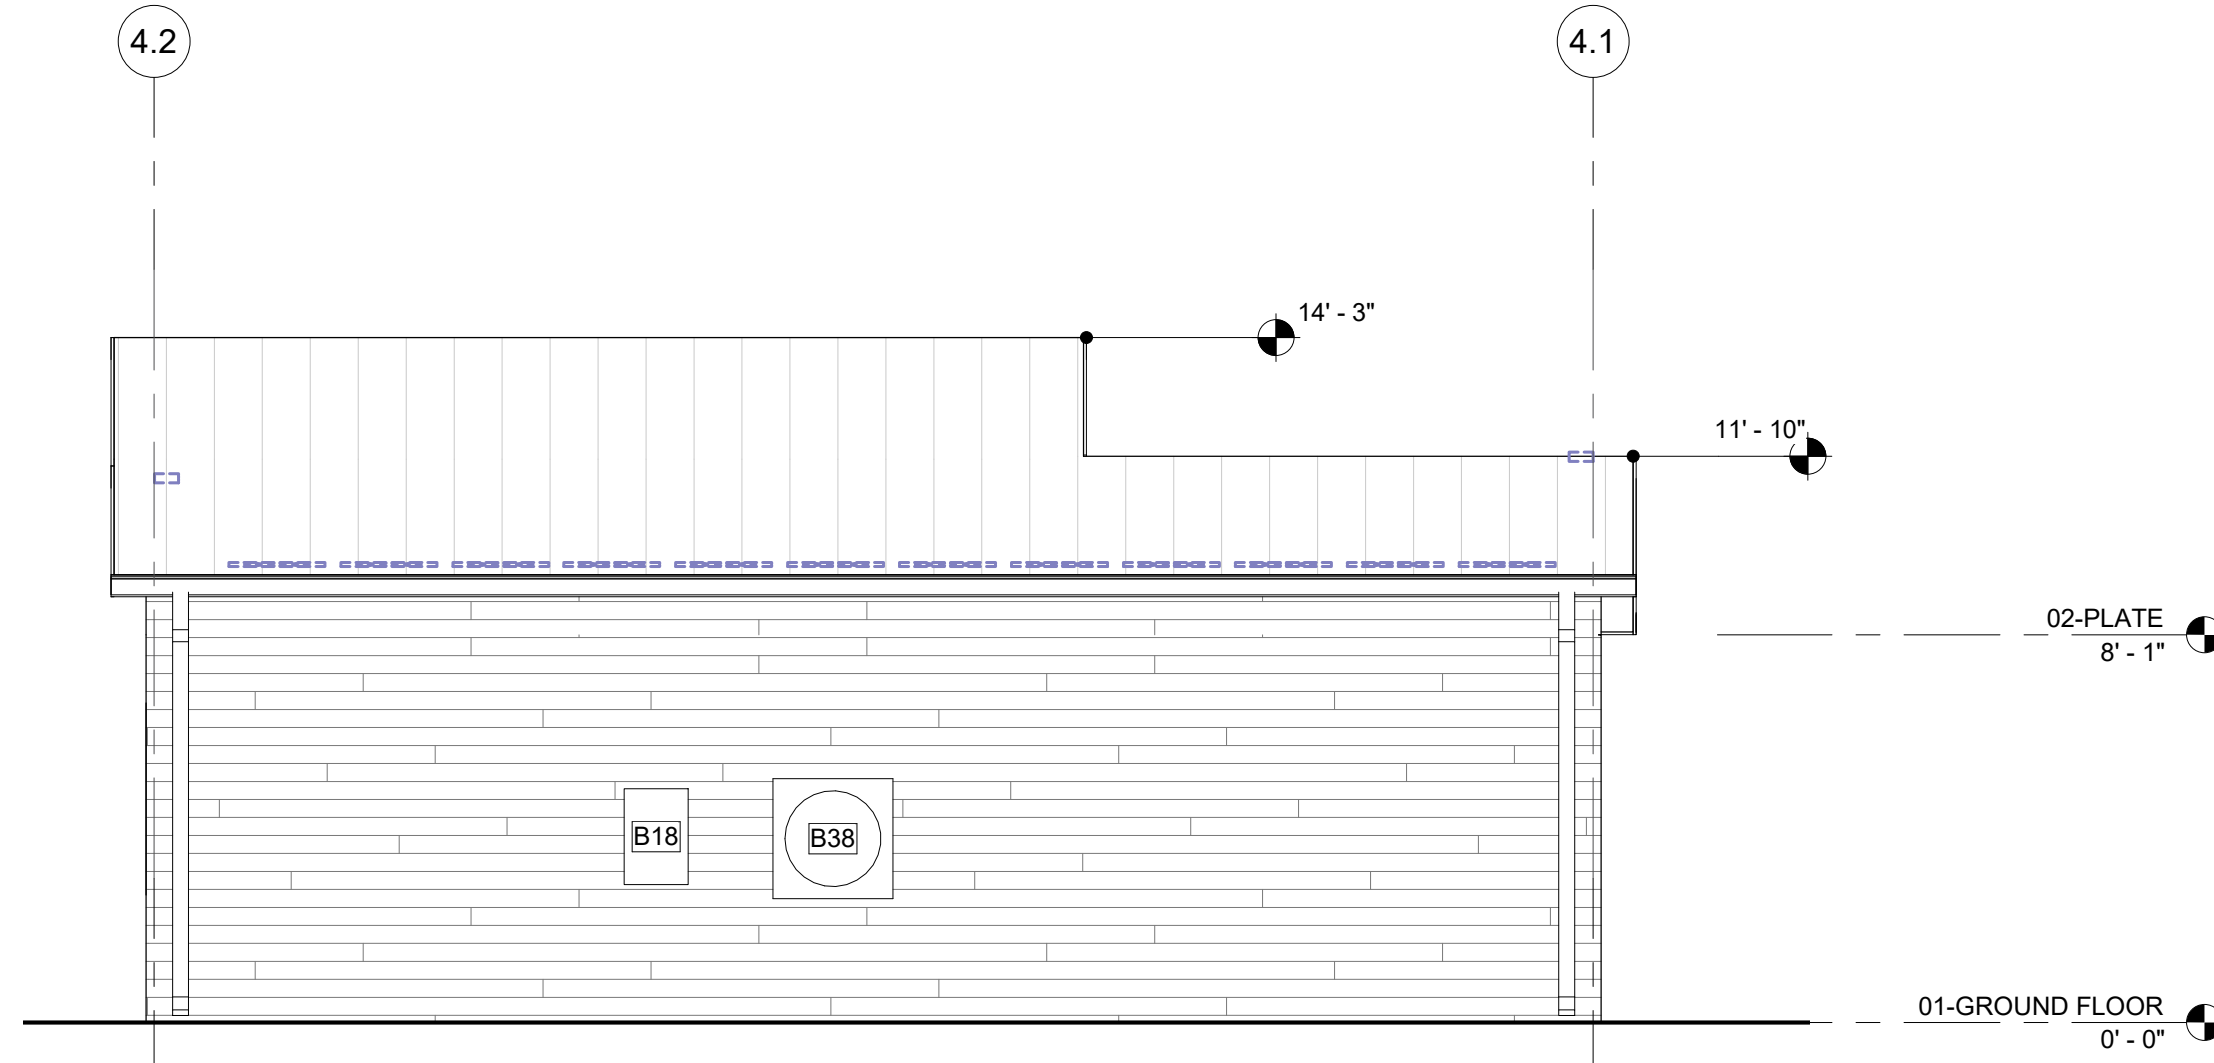 4.2
4.1
14' - 3"
11' - 10"
02-PLATE
8' - 1"
B18
B38
01-GROUND FLOOR
0' - 0"